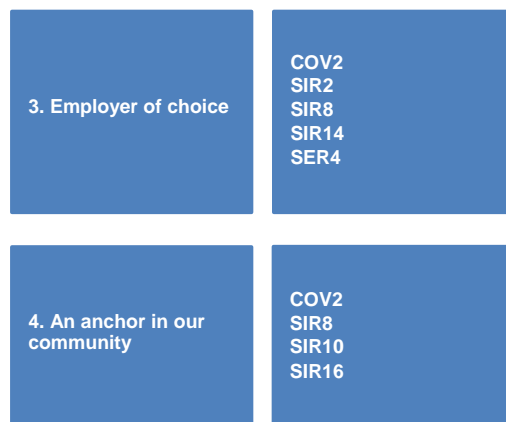 3. Employer of choice
COV2
SIR2
SIR8
SIR14
SER4
4. An anchor in our
community
COV2
SIR8
SIR10
SIR16